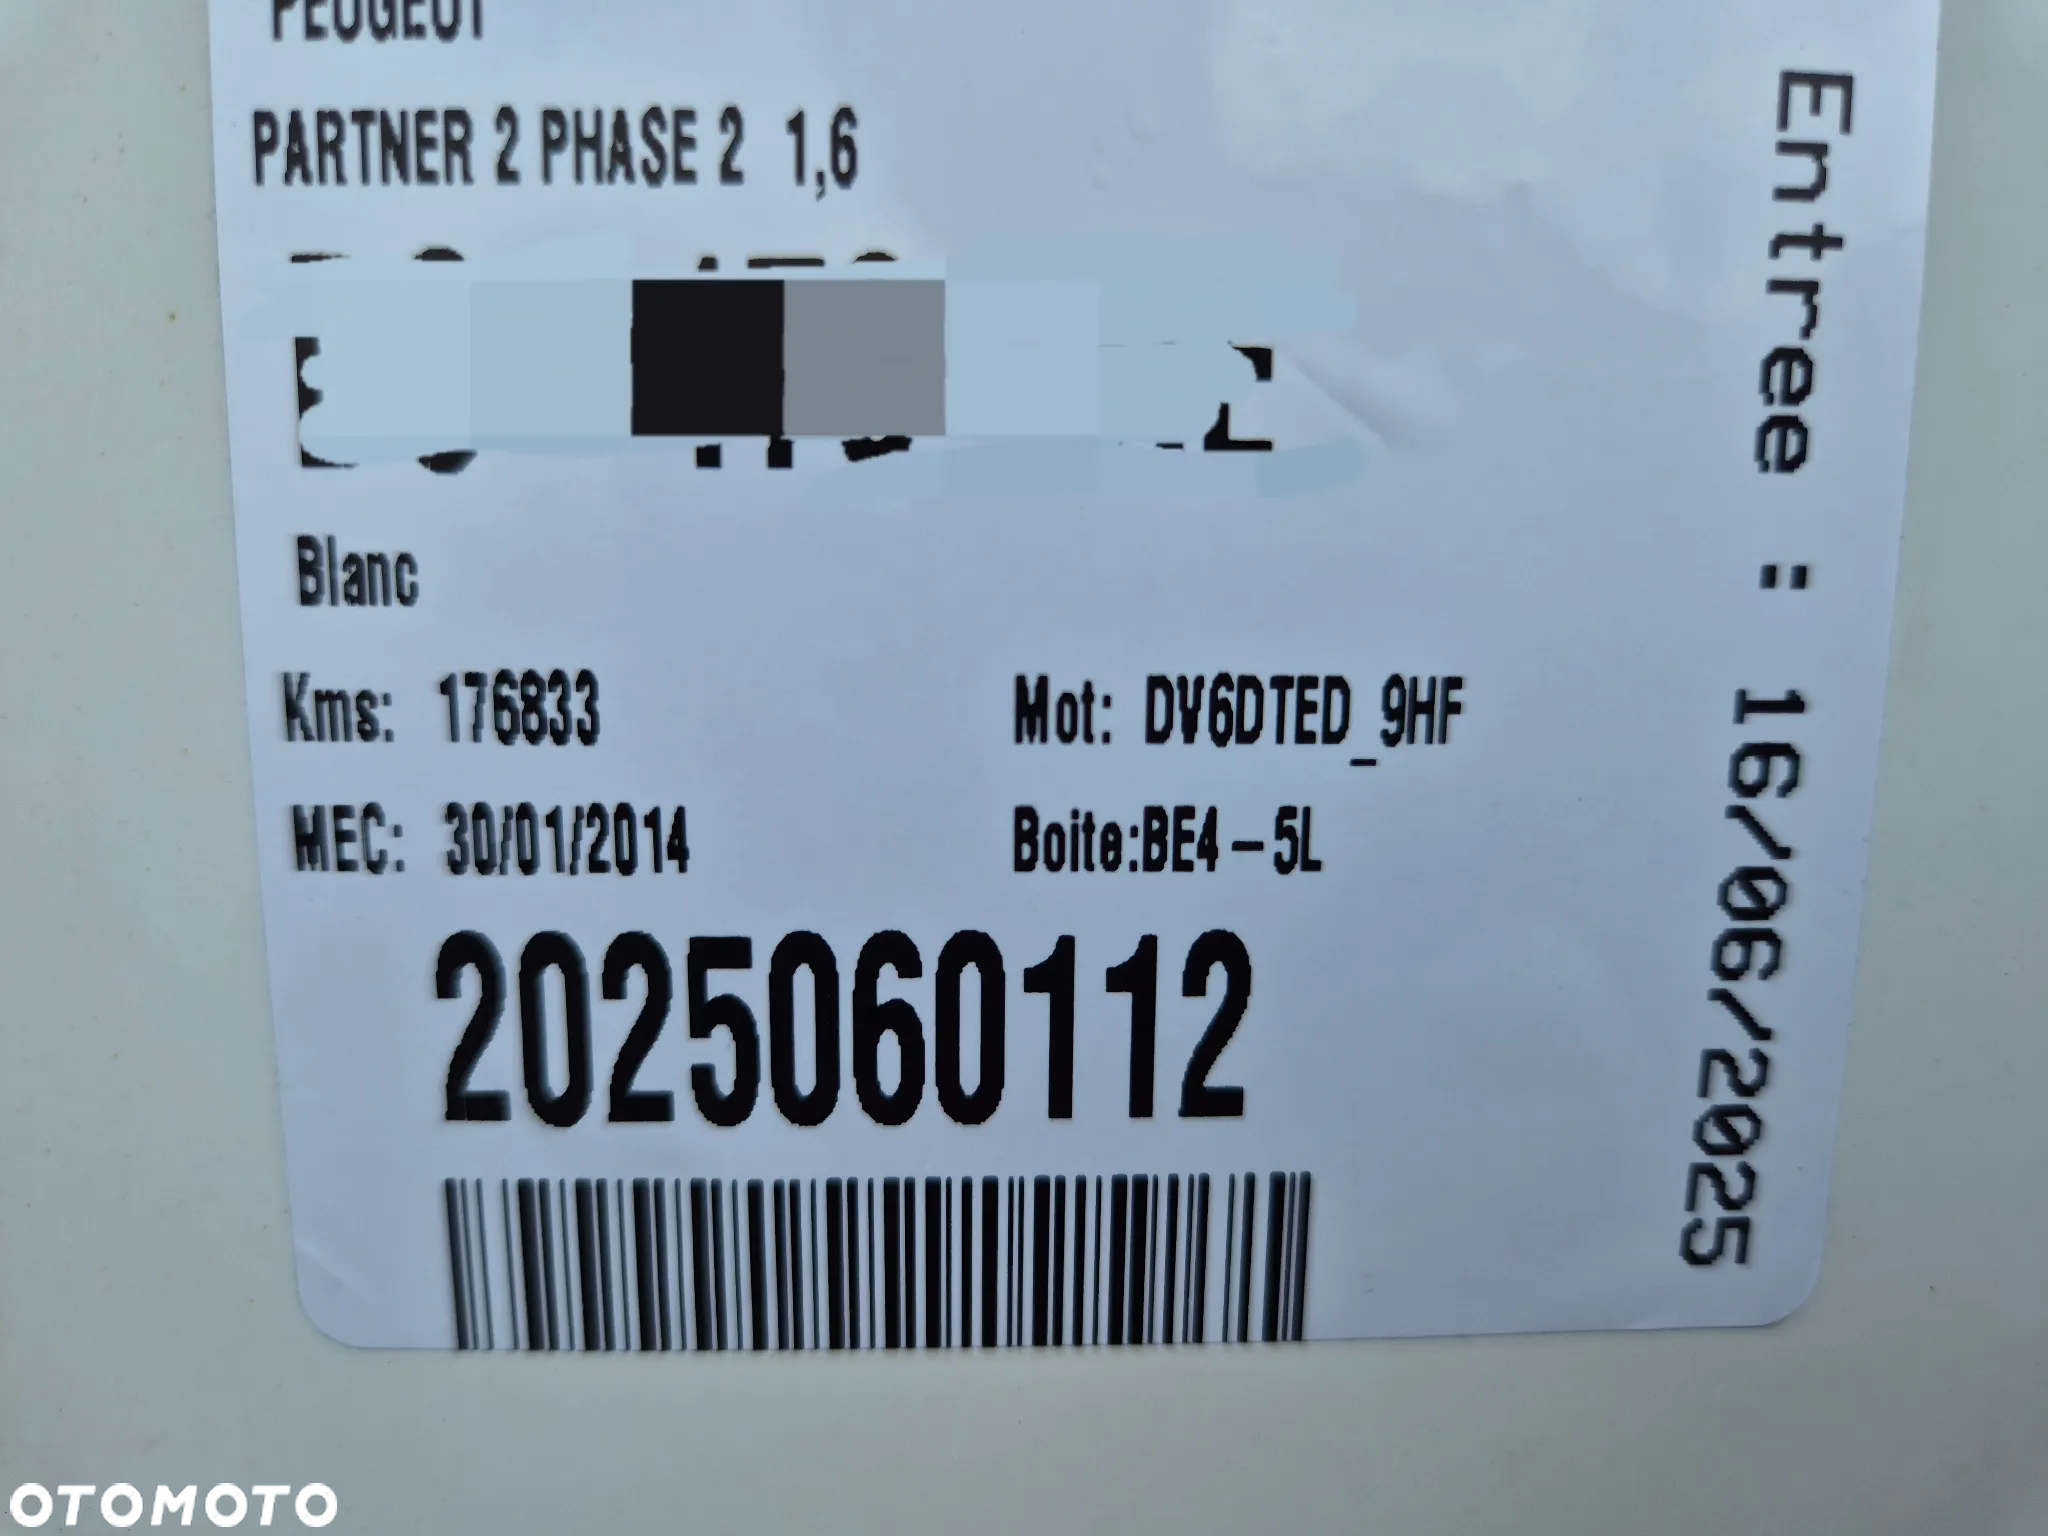 PEUGEOT
PARTNER 2 PHASE 2 1,6
Blanc
Kms: 176833
Mot: DV6DTED_9HF
MEC: 30/01/2014
Boite:BE4-5L
2025060112
Entree : 16/06/2025
OTOMOTO